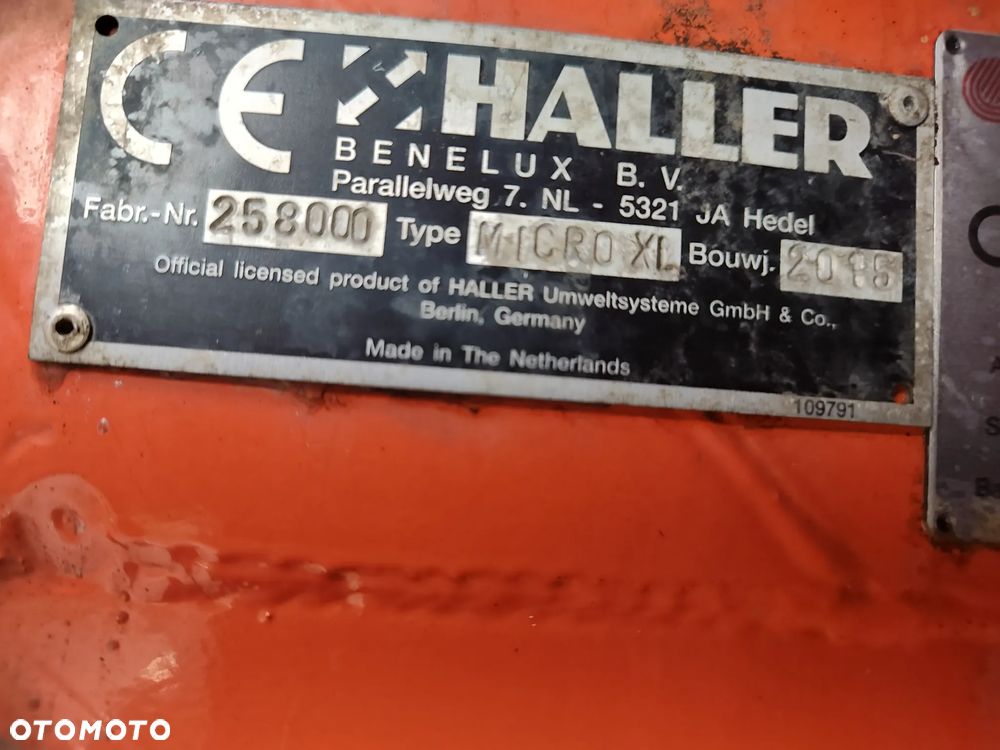 CE HALLER
BENELUX B. V.
Parallelweg 7. NL - 5321 JA Hedel
Fabr.-Nr. 258000 Type MICRO XL Bouwj. 2015
Official licensed product of HALLER Umweltsysteme GmbH & Co.,
Berlin, Germany
Made in The Netherlands
109791
OTOMOTO